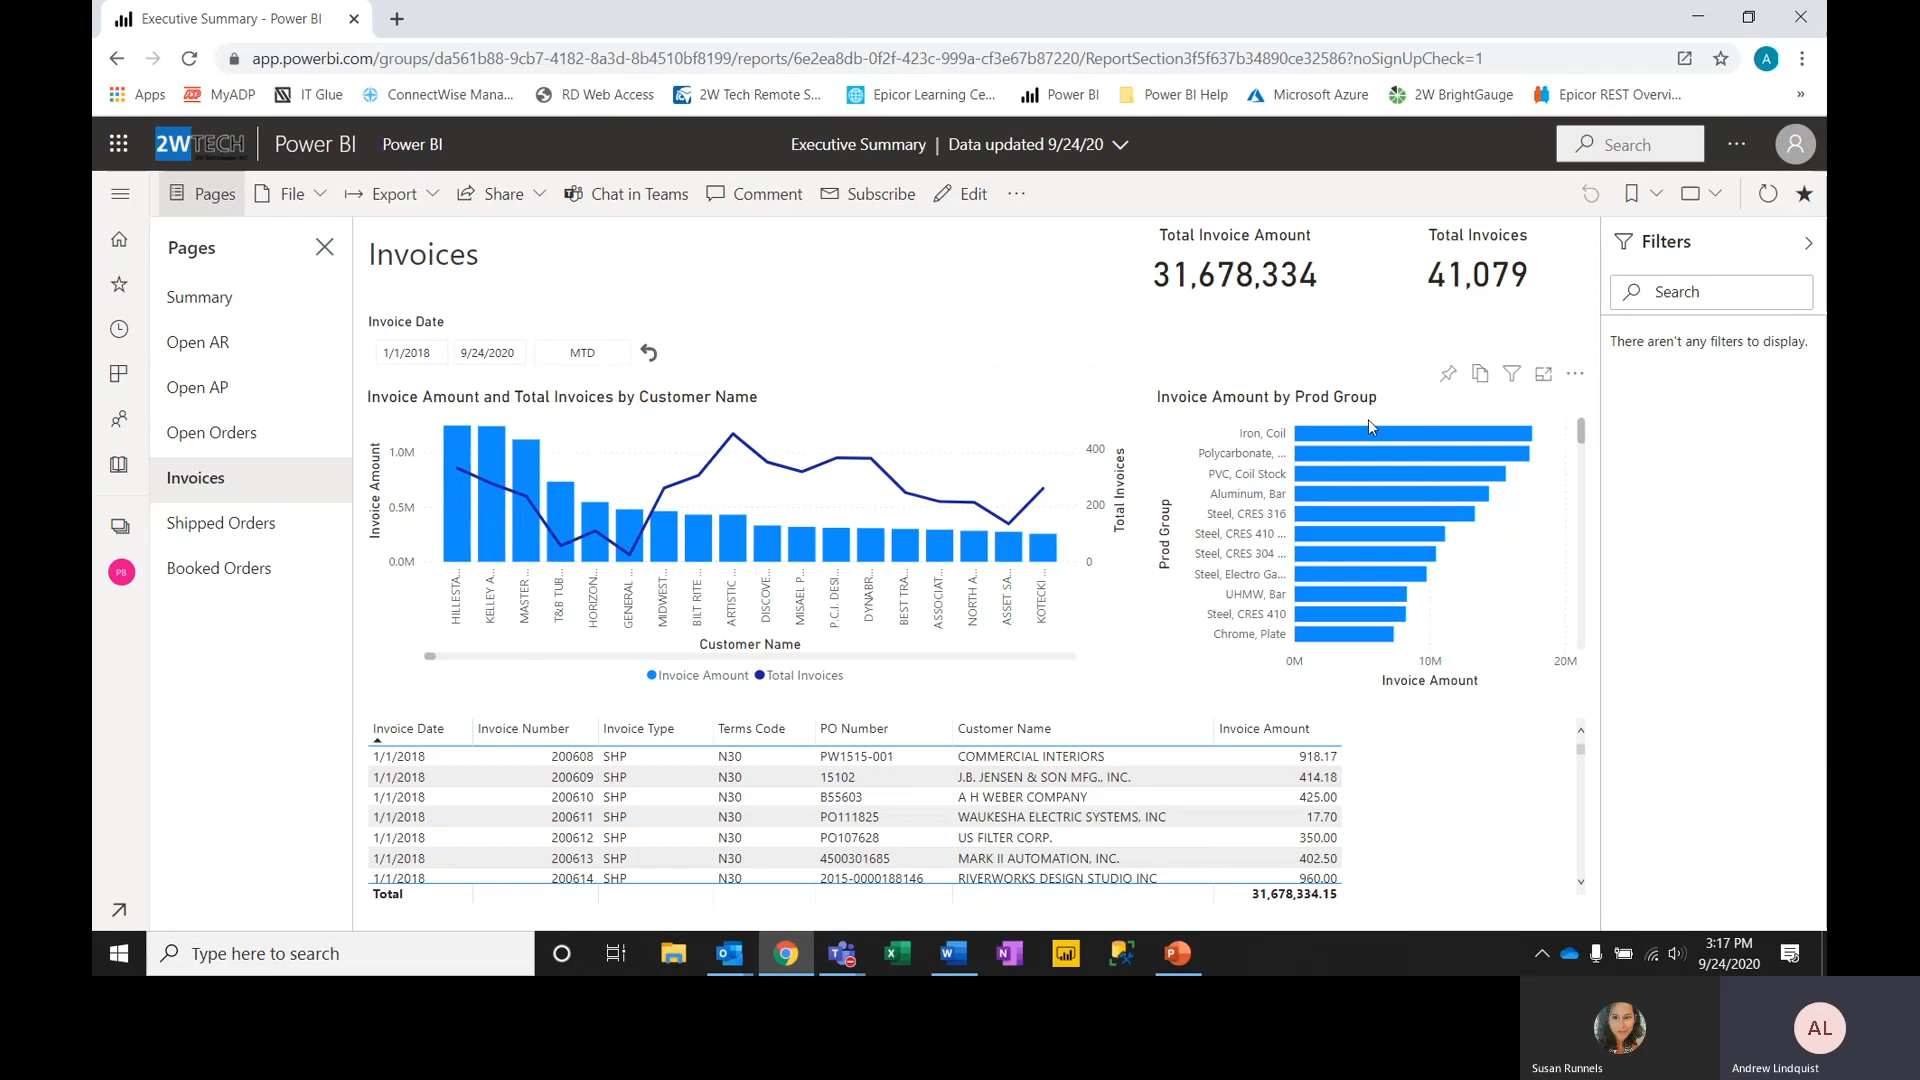 Executive Summary - Power BI
app.powerbi.com/groups/da561b88-9cb7-4182-8a3d-8b4510bf8199/reports/6e2ea8db-0f2f-423c-999a-cf3e67b87220/ReportSection3f5f637b34890ce32586?noSignUpCheck=1
A
Apps MyADP IT Glue ConnectWise Mana... RD Web Access 2W Tech Remote S... Epicor Learning Ce... Power BI Power BI Help Microsoft Azure 2W BrightGauge Epicor REST Overvi... »
2WTECH Power BI Power BI Executive Summary | Data updated 9/24/20 Search
Pages File Export Share Chat in Teams Comment Subscribe Edit
Pages
Summary
Open AR
Open AP
Open Orders
Invoices
Shipped Orders
Booked Orders
PB
Invoices
Total Invoice Amount
31,678,334
Total Invoices
41,079
Filters
Search
There aren't any filters to display.
Invoice Date
1/1/2018 9/24/2020 MTD
Invoice Amount and Total Invoices by Customer Name
Invoice Amount
1.0M
0.5M
0.0M
400
200
0
Total Invoices
HILLESTA...
KELLEY A...
MASTER ...
T&B TUB...
HORIZON...
GENERAL ...
MIDWEST...
BILT RITE ...
ARTISTIC ...
DISCOVE...
MISAEL P...
P.C.I. DESI...
DYNABR...
BEST TRA...
ASSOCIAT...
NORTH A...
ASSET SA...
KOTECKI ...
Customer Name
Invoice Amount Total Invoices
Invoice Amount by Prod Group
Prod Group
Iron, Coil
Polycarbonate, ...
PVC, Coil Stock
Aluminum, Bar
Steel, CRES 316
Steel, CRES 410 ...
Steel, CRES 304 ...
Steel, Electro Ga...
UHMW, Bar
Steel, CRES 410
Chrome, Plate
0M 10M 20M
Invoice Amount
Invoice Date Invoice Number Invoice Type Terms Code PO Number Customer Name Invoice Amount
1/1/2018 200608 SHP N30 PW1515-001 COMMERCIAL INTERIORS 918.17
1/1/2018 200609 SHP N30 15102 J.B. JENSEN & SON MFG., INC. 414.18
1/1/2018 200610 SHP N30 B55603 A H WEBER COMPANY 425.00
1/1/2018 200611 SHP N30 PO111825 WAUKESHA ELECTRIC SYSTEMS, INC 17.70
1/1/2018 200612 SHP N30 PO107628 US FILTER CORP. 350.00
1/1/2018 200613 SHP N30 4500301685 MARK II AUTOMATION, INC. 402.50
1/1/2018 200614 SHP N30 2015-0000188146 RIVERWORKS DESIGN STUDIO INC 960.00
Total 31,678,334.15
Type here to search
3:17 PM
9/24/2020
AL
Susan Runnels
Andrew Lindquist